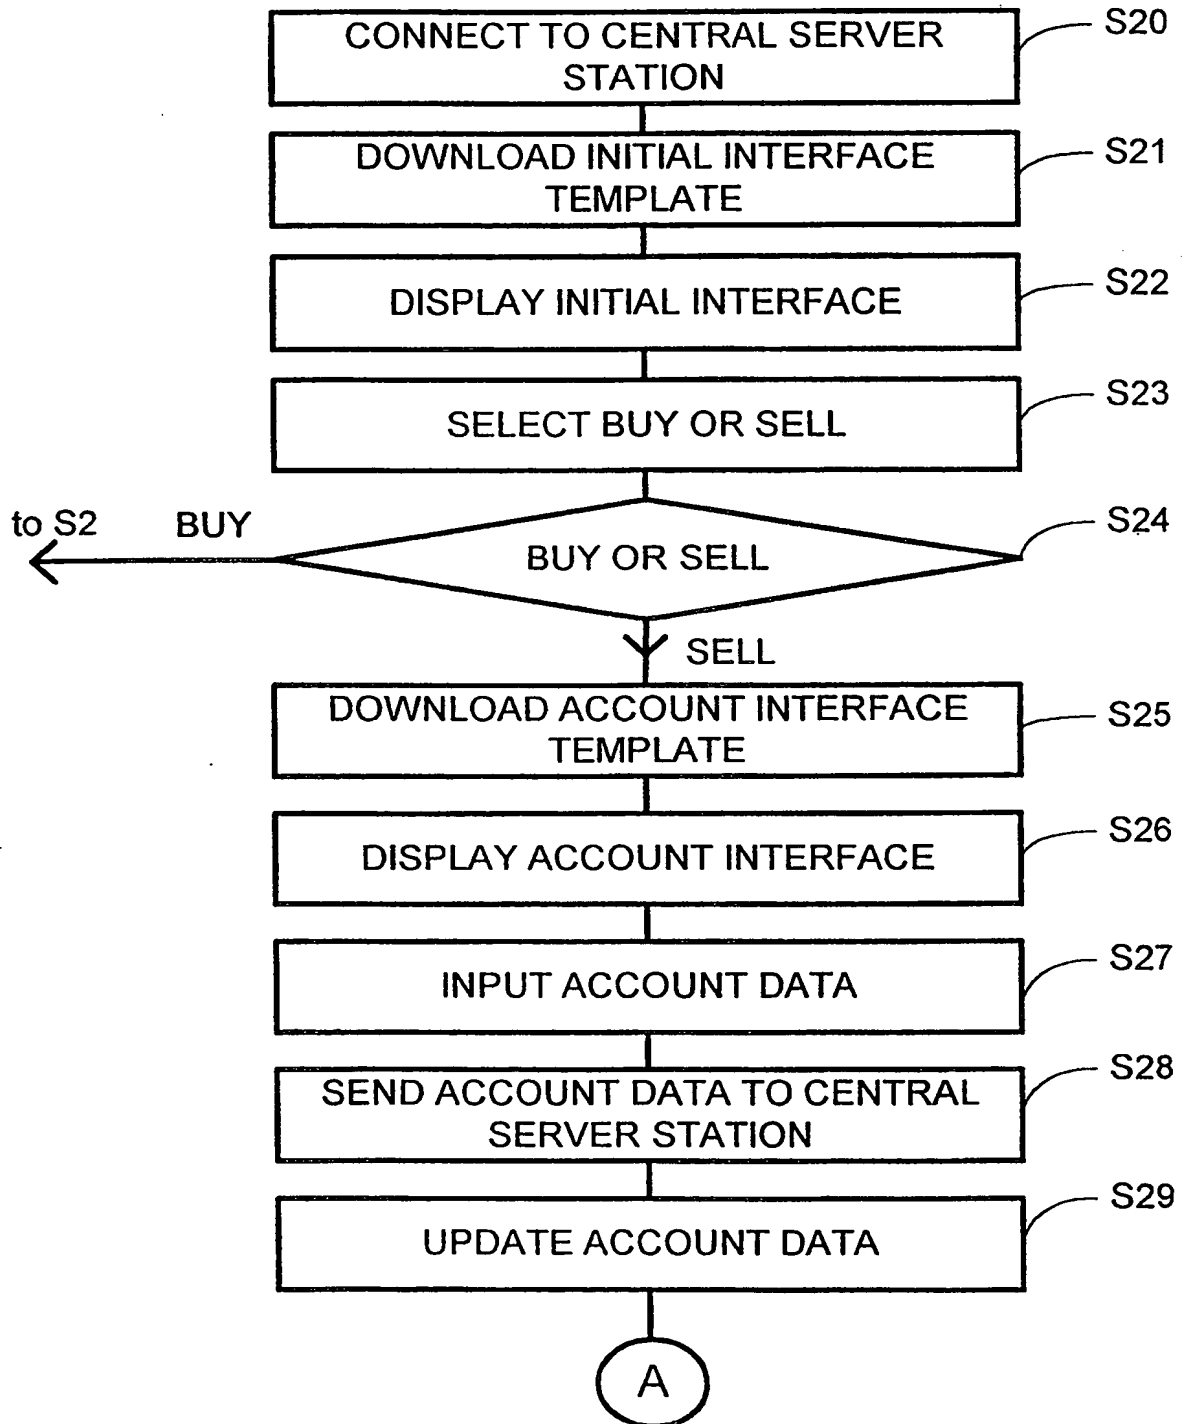 CONNECT TO CENTRAL SERVER
STATION
S20
DOWNLOAD INITIAL INTERFACE
TEMPLATE
S21
DISPLAY INITIAL INTERFACE
S22
SELECT BUY OR SELL
S23
to S2
BUY
BUY OR SELL
S24
SELL
DOWNLOAD ACCOUNT INTERFACE
TEMPLATE
S25
DISPLAY ACCOUNT INTERFACE
S26
INPUT ACCOUNT DATA
S27
SEND ACCOUNT DATA TO CENTRAL
SERVER STATION
S28
UPDATE ACCOUNT DATA
S29
A